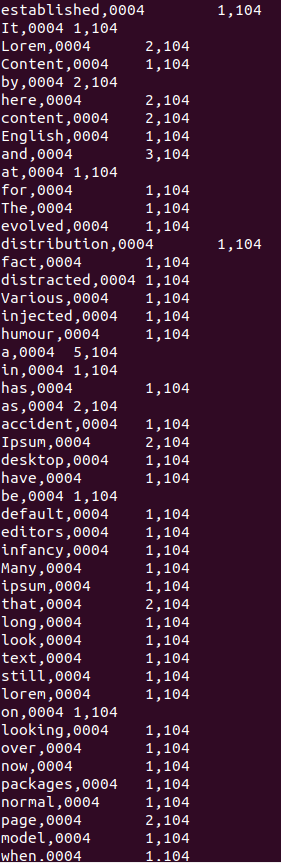 established,0004 1,104
It,0004 1,104
Lorem,0004 2,104
Content,0004 1,104
by,0004 2,104
here,0004 2,104
content,0004 2,104
English,0004 1,104
and,0004 3,104
at,0004 1,104
for,0004 1,104
The,0004 1,104
evolved,0004 1,104
distribution,0004 1,104
fact,0004 1,104
distracted,0004 1,104
Various,0004 1,104
injected,0004 1,104
humour,0004 1,104
a,0004 5,104
in,0004 1,104
has,0004 1,104
as,0004 2,104
accident,0004 1,104
Ipsum,0004 2,104
desktop,0004 1,104
have,0004 1,104
be,0004 1,104
default,0004 1,104
editors,0004 1,104
infancy,0004 1,104
Many,0004 1,104
ipsum,0004 1,104
that,0004 2,104
long,0004 1,104
look,0004 1,104
text,0004 1,104
still,0004 1,104
lorem,0004 1,104
on,0004 1,104
looking,0004 1,104
over,0004 1,104
now,0004 1,104
packages,0004 1,104
normal,0004 1,104
page,0004 2,104
model,0004 1,104
when,0004 1,104